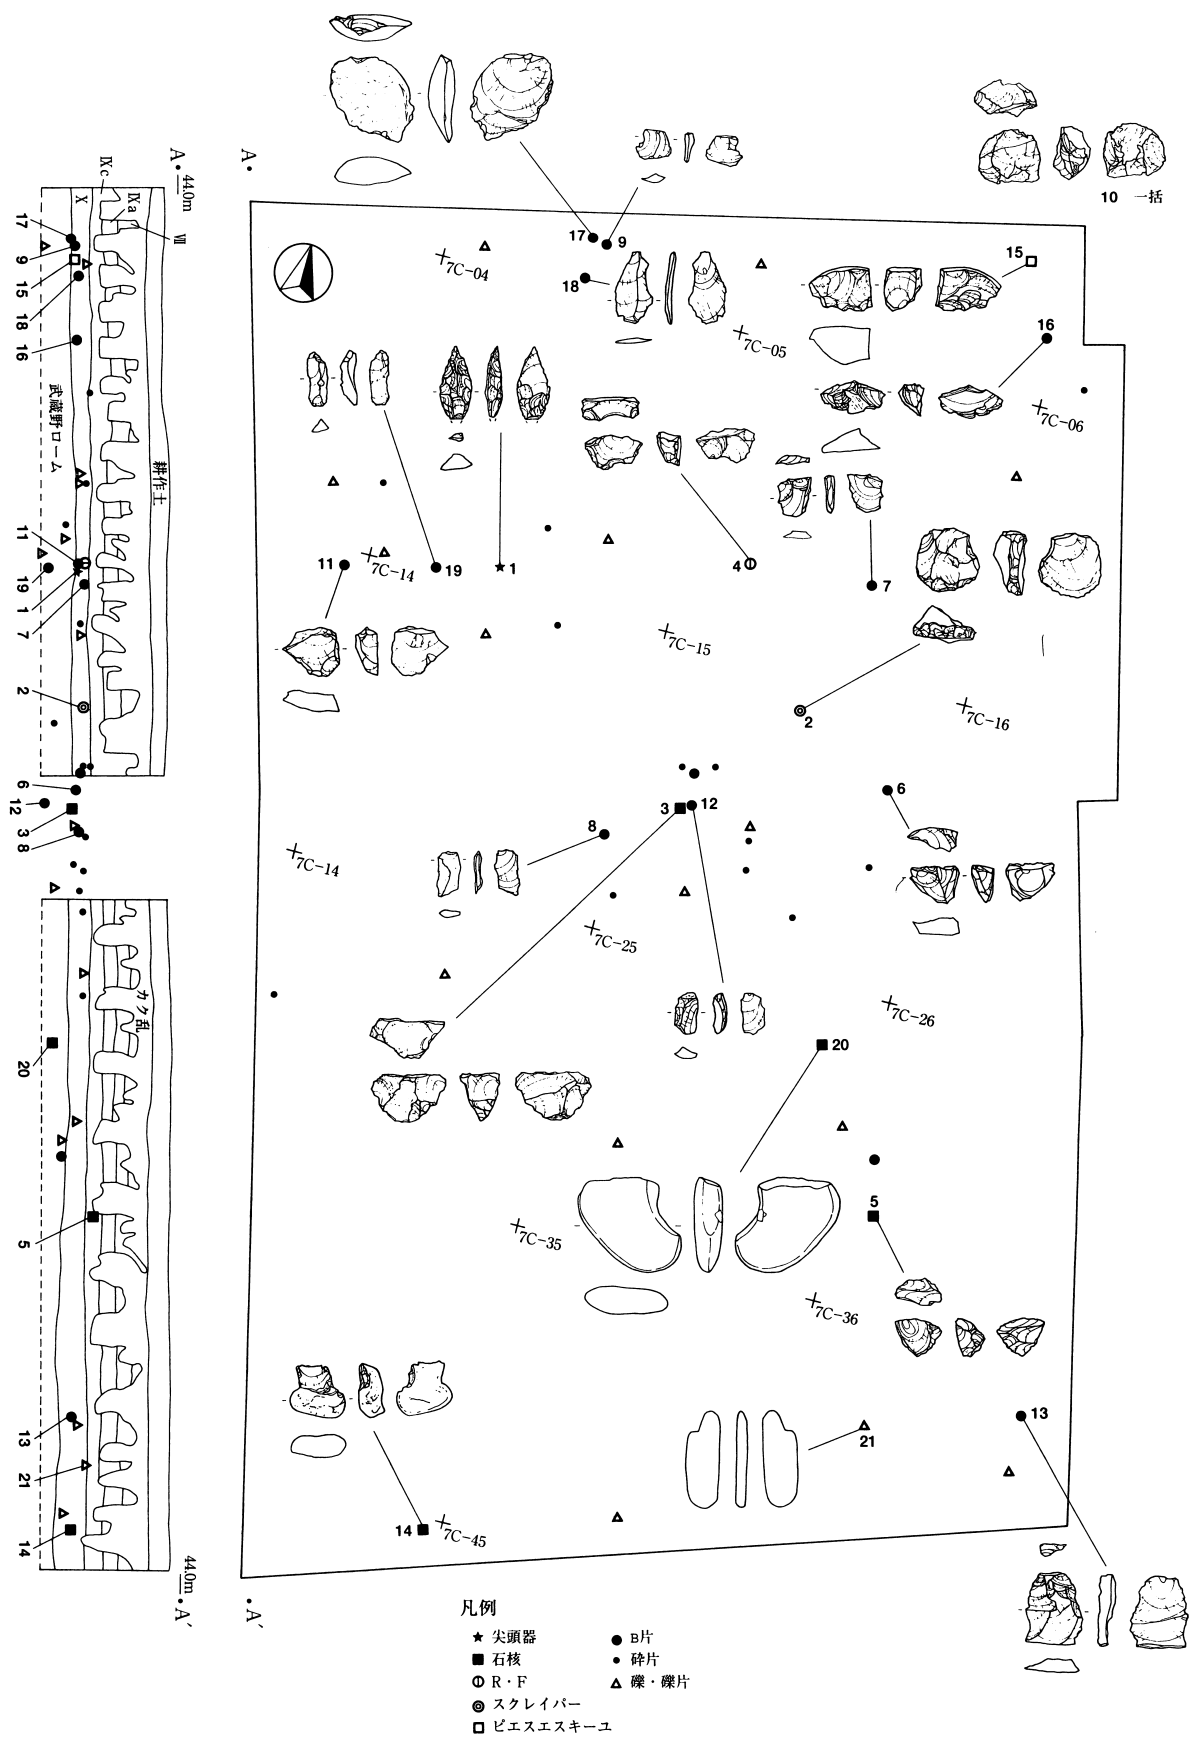 10 一括
A・ 44.0m
A・
Ⅸc
Ⅸa
Ⅶ
X
17
9
15
18
16
武蔵野ローム
耕作土
11
19
1
7
2
6
12
3
8
カク乱
20
5
13
21
14
44.0m ・A´
17
9
7C-04
15
18
7C-05
16
7C-06
11
7C-14
19
1
4
7
7C-15
2
7C-16
3
12
6
8
7C-14
7C-25
7C-26
20
5
7C-35
7C-36
13
21
14
7C-45
・A´
凡例
★ 尖頭器
■ 石核
R・F
◎ スクレイパー
□ ピエスエスキーユ
● B片
• 砕片
△ 礫・礫片